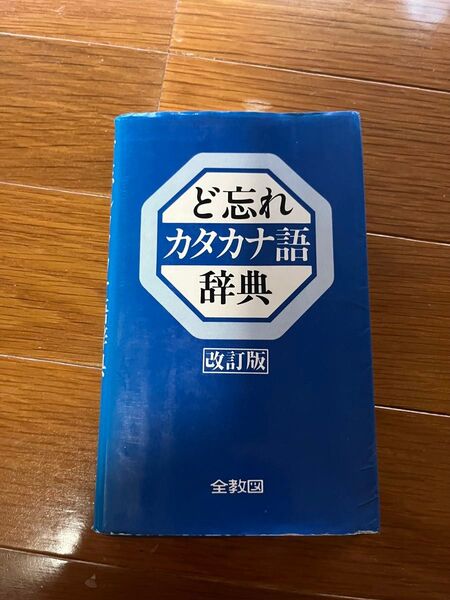 ど忘れ
カタカナ語
辞典
改訂版
全教図